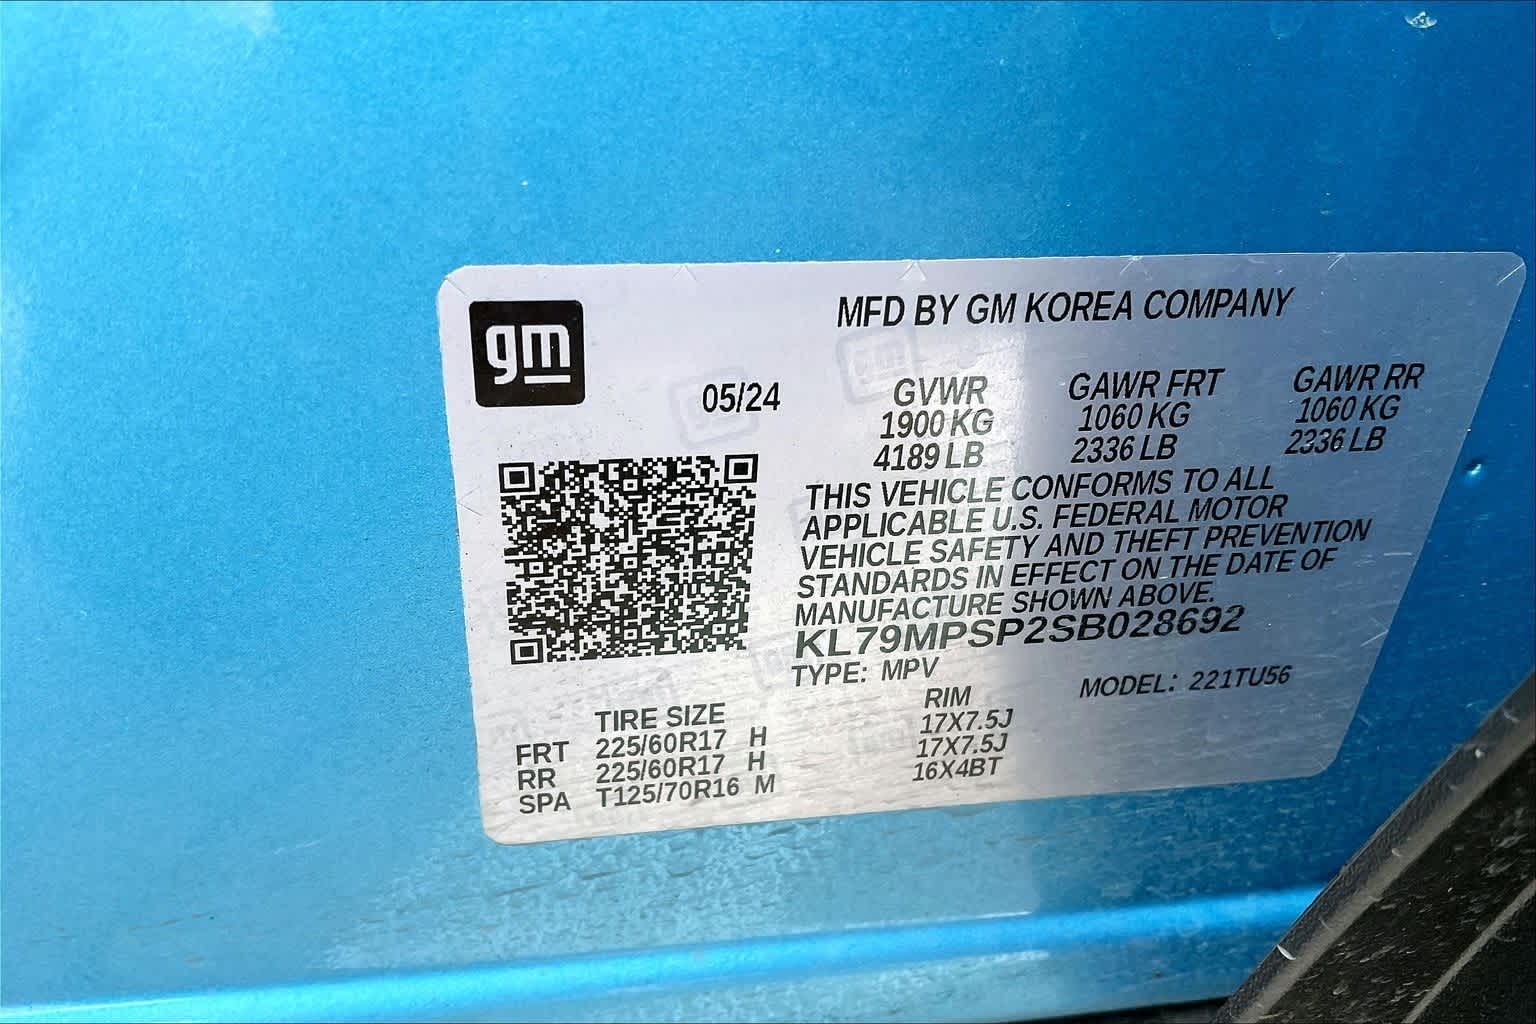 gm
MFD BY GM KOREA COMPANY
05/24
GVWR GAWR FRT GAWR RR
1900 KG 1060 KG 1060 KG
4189 LB 2336 LB 2336 LB
THIS VEHICLE CONFORMS TO ALL
APPLICABLE U.S. FEDERAL MOTOR
VEHICLE SAFETY AND THEFT PREVENTION
STANDARDS IN EFFECT ON THE DATE OF
MANUFACTURE SHOWN ABOVE.
KL79MPSP2SB028692
TYPE: MPV MODEL: 221TU56
TIRE SIZE RIM
FRT 225/60R17 H 17X7.5J
RR 225/60R17 H 17X7.5J
SPA T125/70R16 M 16X4BT